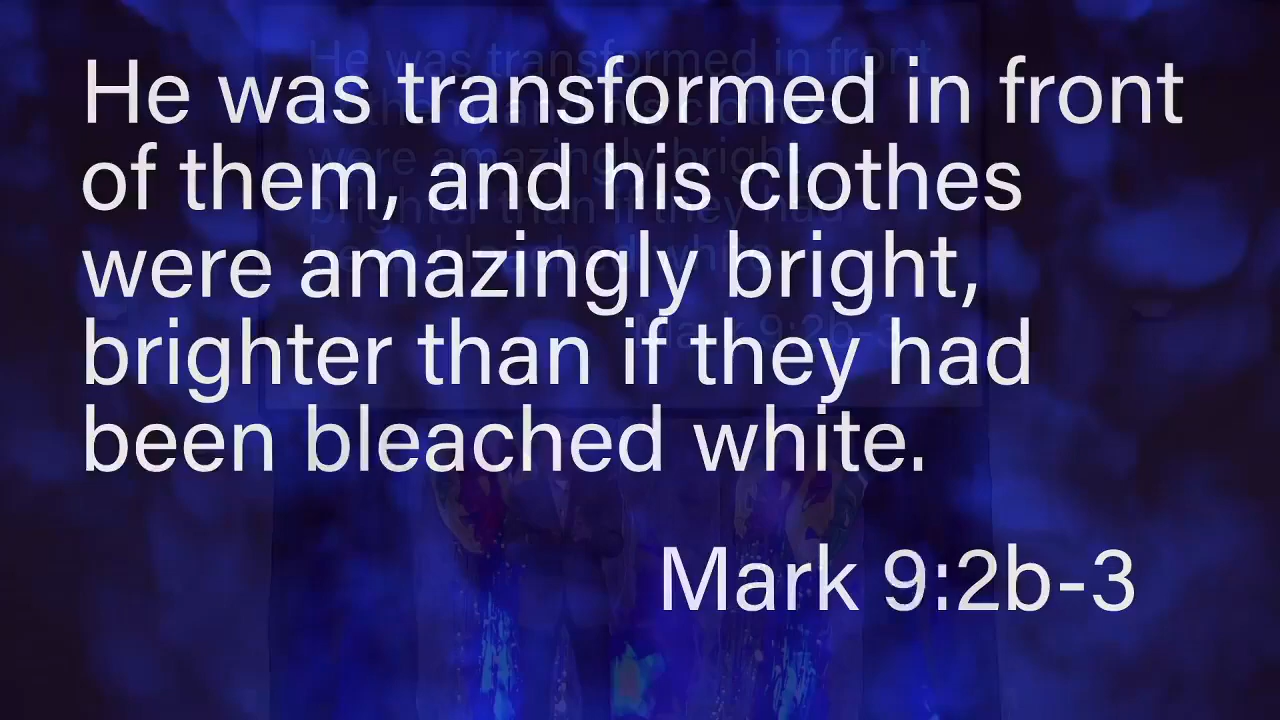 He was transformed in front
of them, and his clothes
were amazingly bright,
brighter than if they had
been bleached white.
Mark 9:2b-3